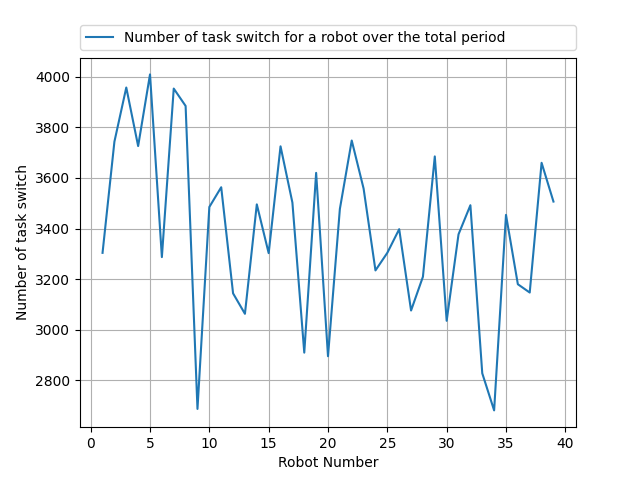 Number of task switch for a robot over the total period
4000
3800
3600
3400
3200
3000
2800
Number of task switch
0 5 10 15 20 25 30 35 40
Robot Number